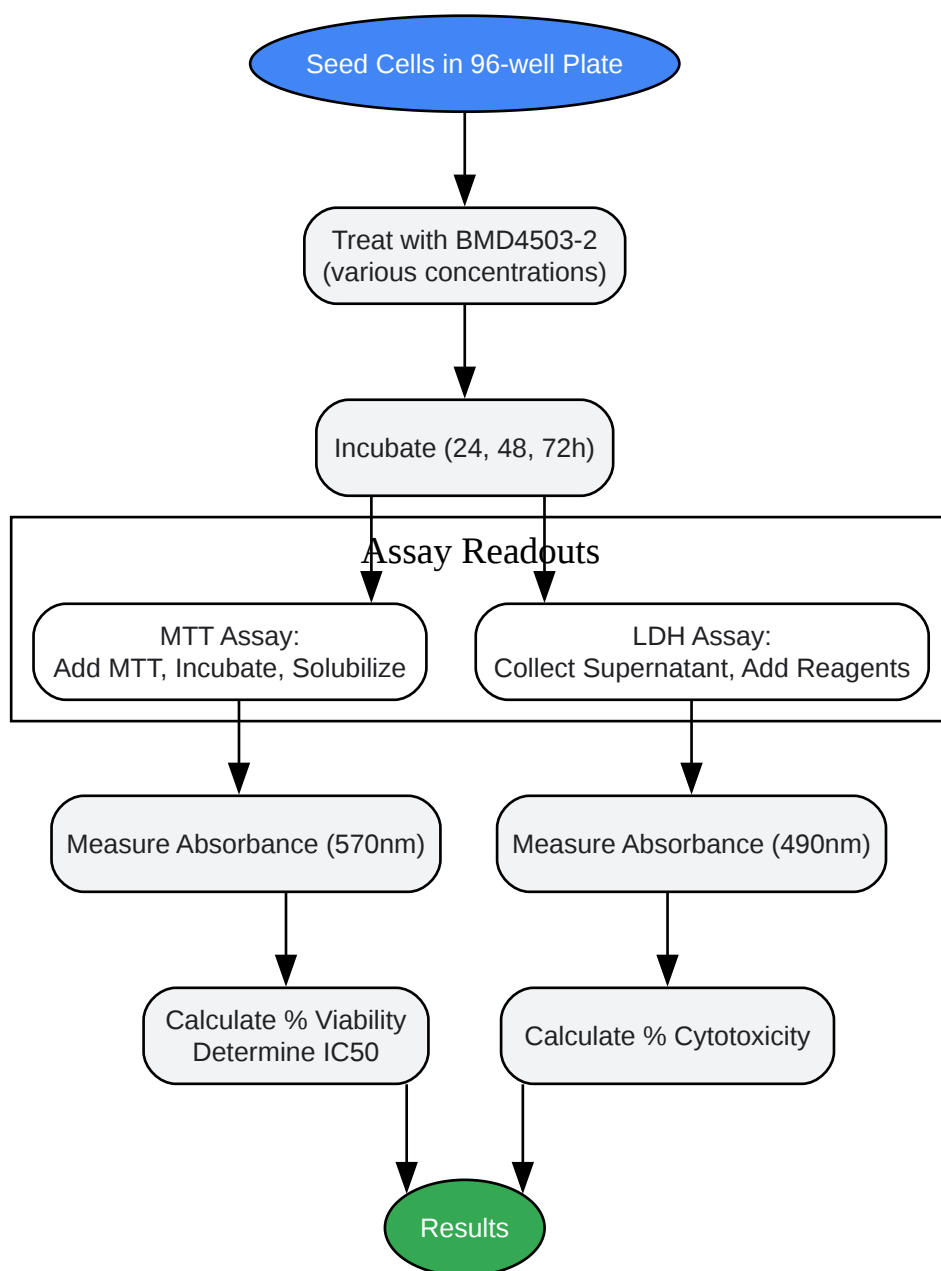 Seed Cells in 96-well Plate
Treat with BMD4503-2
(various concentrations)
Incubate (24, 48, 72h)
Assay Readouts
MTT Assay:
Add MTT, Incubate, Solubilize
LDH Assay:
Collect Supernatant, Add Reagents
Measure Absorbance (570nm)
Measure Absorbance (490nm)
Calculate % Viability
Determine IC50
Calculate % Cytotoxicity
Results